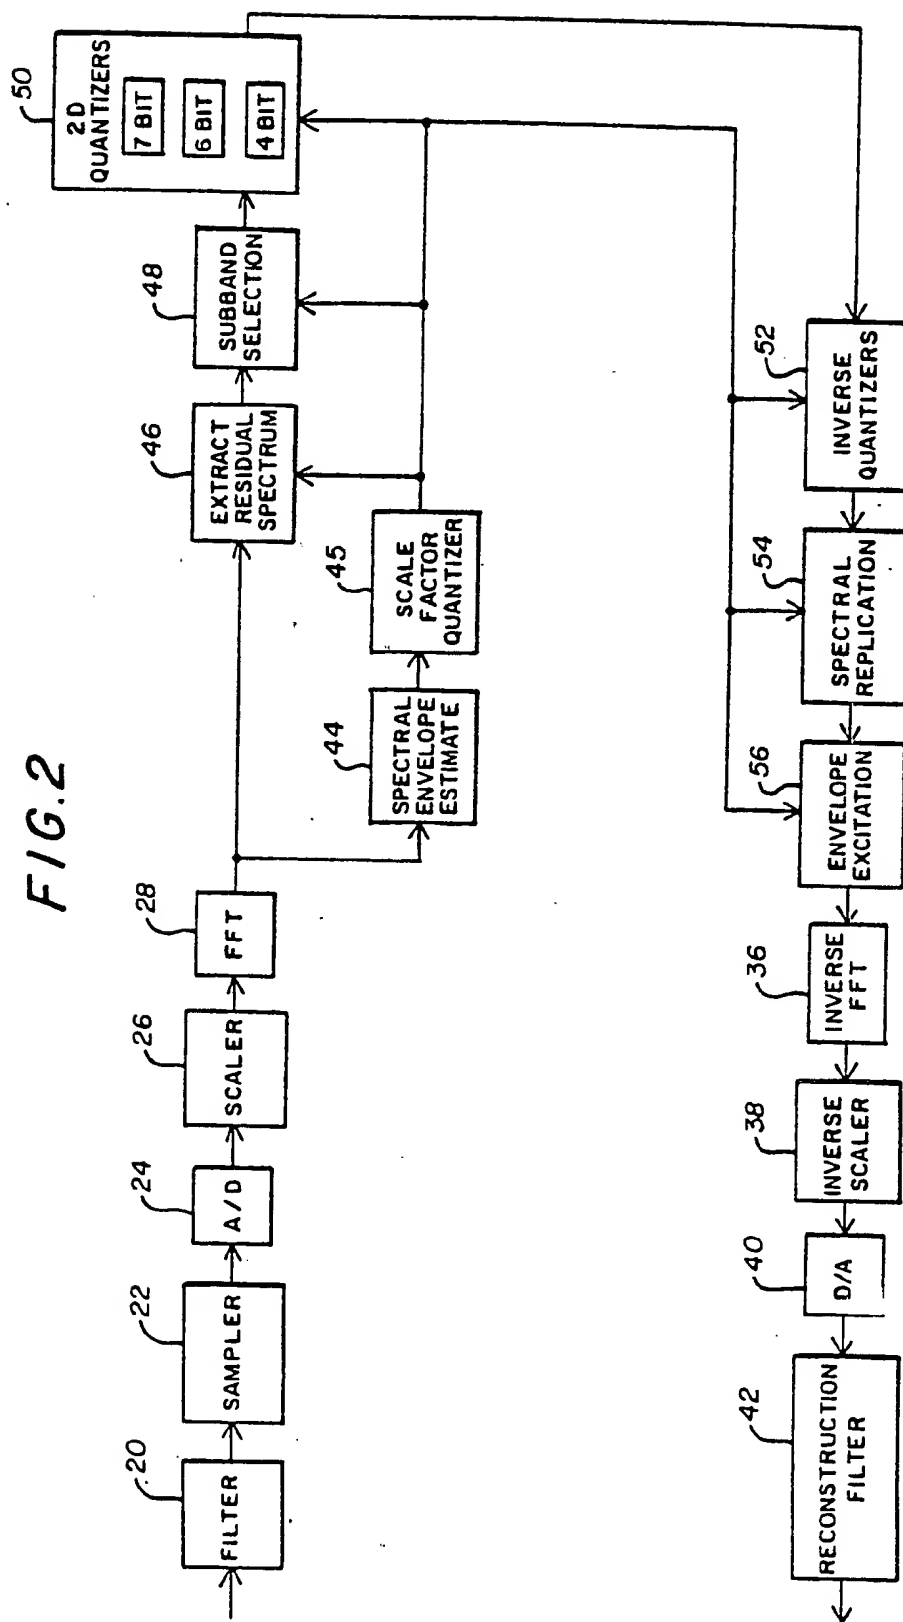 FIG.2
20
FILTER
22
SAMPLER
24
A/D
26
SCALER
28
FFT
44
SPECTRAL
ENVELOPE
ESTIMATE
45
SCALE
FACTOR
QUANTIZER
46
EXTRACT
RESIDUAL
SPECTRUM
48
SUBBAND
SELECTION
50
2D
QUANTIZERS
7 BIT
6 BIT
4 BIT
52
INVERSE
QUANTIZERS
54
SPECTRAL
REPLICATION
56
ENVELOPE
EXCITATION
36
INVERSE
FFT
38
INVERSE
SCALER
40
D/A
42
RECONSTRUCTION
FILTER